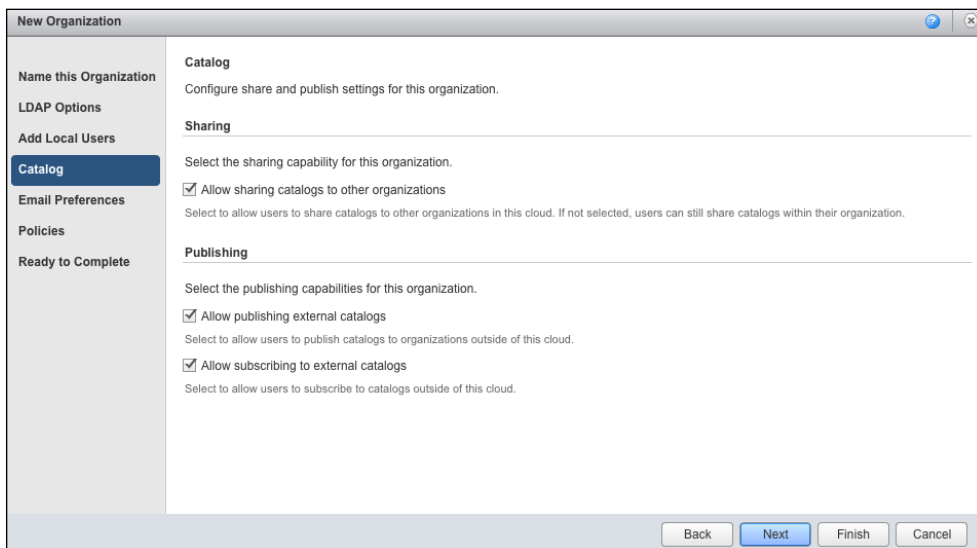 New Organization
Name this Organization
LDAP Options
Add Local Users
Catalog
Email Preferences
Policies
Ready to Complete
Catalog
Configure share and publish settings for this organization.
Sharing
Select the sharing capability for this organization.
Allow sharing catalogs to other organizations
Select to allow users to share catalogs to other organizations in this cloud. If not selected, users can still share catalogs within their organization.
Publishing
Select the publishing capabilities for this organization.
Allow publishing external catalogs
Select to allow users to publish catalogs to organizations outside of this cloud.
Allow subscribing to external catalogs
Select to allow users to subscribe to catalogs outside of this cloud.
Back
Next
Finish
Cancel